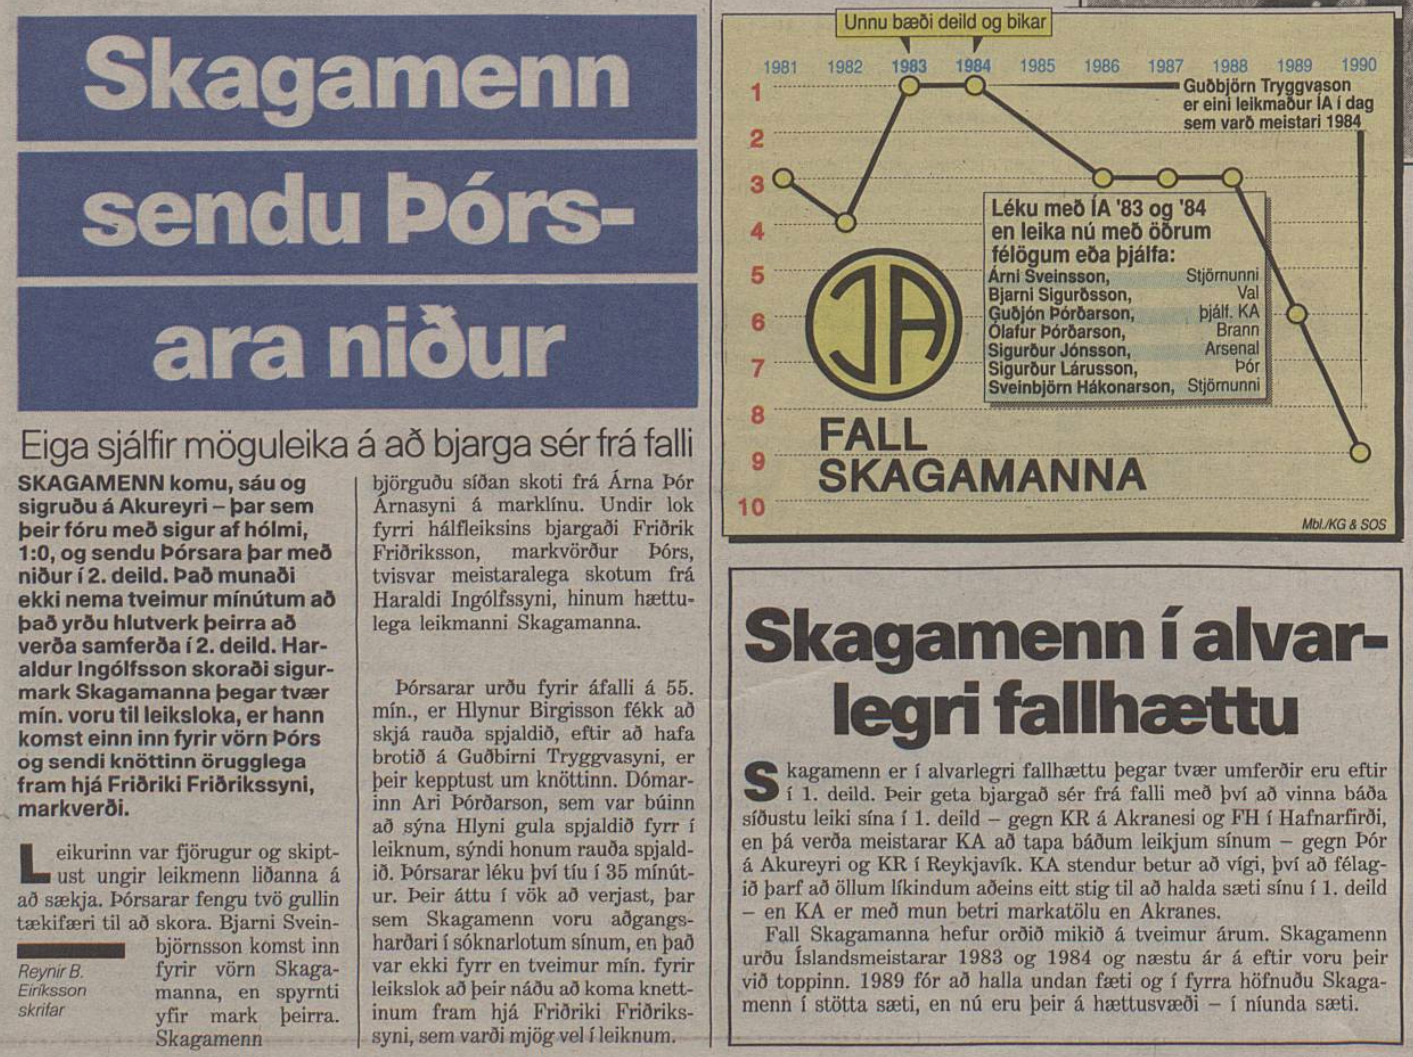 Skagamenn
sendu Þórs-
ara niður
Eiga sjálfir möguleika á að bjarga sér frá falli
SKAGAMENN komu, sáu og
sigruðu á Akureyri – þar sem
þeir fóru með sigur af hólmi,
1:0, og sendu Þórsara þar með
niður í 2. deild. Það munaði
ekki nema tveimur mínútum að
það yrðu hlutverk þeirra að
verða samferða í 2. deild. Har-
aldur Ingólfsson skoraði sigur-
mark Skagamanna þegar tvær
mín. voru til leiksloka, er hann
komst einn inn fyrir vörn Þórs
og sendi knöttinn örugglega
fram hjá Friðriki Friðrikssyni,
markverði.
Leikurinn var fjörugur og skipt-
ust ungir leikmenn liðanna á
að sækja. Þórsarar fengu tvö gullin
tækifæri til að skora. Bjarni Svein-
björnsson komst inn
fyrir vörn Skaga-
manna, en spyrnti
yfir mark þeirra.
Skagamenn
Reynir B.
Eiríksson
skrifar
björguðu síðan skoti frá Árna Þór
Árnasyni á marklínu. Undir lok
fyrri hálfleiksins bjargaði Friðrik
Friðriksson, markvörður Þórs,
tvisvar meistaralega skotum frá
Haraldi Ingólfssyni, hinum hættu-
lega leikmanni Skagamanna.
Þórsarar urðu fyrir áfalli á 55.
mín., er Hlynur Birgisson fékk að
skjá rauða spjaldið, eftir að hafa
brotið á Guðbirni Tryggvasyni, er
þeir kepptust um knöttinn. Dómar-
inn Ari Þórðarson, sem var búinn
að sýna Hlyni gula spjaldið fyrr í
leiknum, sýndi honum rauða spjald-
ið. Þórsarar léku því tíu í 35 mínút-
ur. Þeir áttu í vök að verjast, þar
sem Skagamenn voru aðgangs-
harðari í sóknarlotum sínum, en það
var ekki fyrr en tveimur mín. fyrir
leikslok að þeir náðu að koma knett-
inum fram hjá Friðriki Friðriks-
syni, sem varði mjög vel í leiknum.
Unnu bæði deild og bikar
1981 1982 1983 1984 1985 1986 1987 1988 1989 1990
1
2
3
4
5
6
7
8
9
10
Guðbjörn Tryggvason
er eini leikmaður ÍA í dag
sem varð meistari 1984
Léku með ÍA '83 og '84
en leika nú með öðrum
félögum eða þjálfa:
Árni Sveinsson, Stjörnunni
Bjarni Sigurðsson, Val
Guðjón Þórðarson, þjálf. KA
Ólafur Þórðarson, Brann
Sigurður Jónsson, Arsenal
Sigurður Lárusson, Þór
Sveinbjörn Hákonarson, Stjörnunni
ÍA
FALL
SKAGAMANNA
Mbl./KG & SOS
Skagamenn í alvar-
legri fallhættu
Skagamenn er í alvarlegri fallhættu þegar tvær umferðir eru eftir
í 1. deild. Þeir geta bjargað sér frá falli með því að vinna báða
síðustu leiki sína í 1. deild – gegn KR á Akranesi og FH í Hafnarfirði,
en þá verða meistarar KA að tapa báðum leikjum sínum – gegn Þór
á Akureyri og KR í Reykjavík. KA stendur betur að vígi, því að félag-
ið þarf að öllum líkindum aðeins eitt stig til að halda sæti sínu í 1. deild
– en KA er með mun betri markatölu en Akranes.
Fall Skagamanna hefur orðið mikið á tveimur árum. Skagamenn
urðu Íslandsmeistarar 1983 og 1984 og næstu ár á eftir voru þeir
við toppinn. 1989 fór að halla undan fæti og í fyrra höfnuðu Skaga-
menn í stötta sæti, en nú eru þeir á hættusvæði – í níunda sæti.